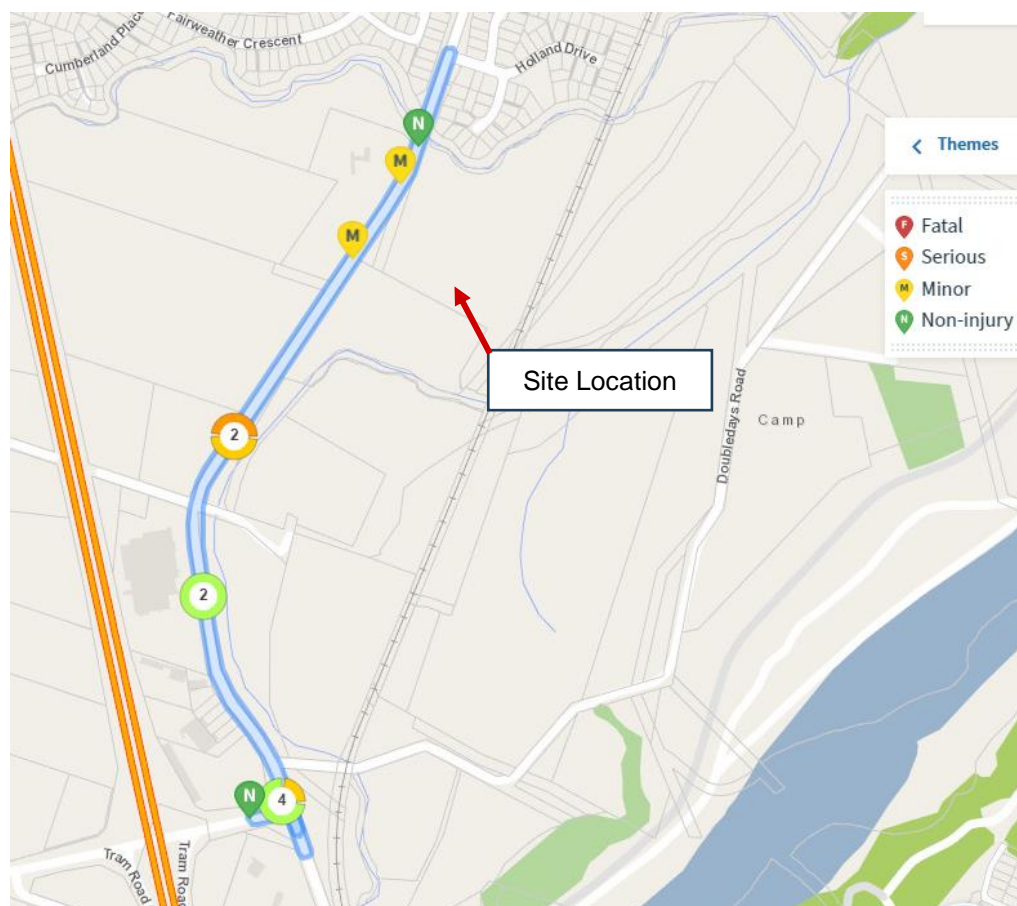 Fairweather Crescent
Cumberland Place
Holland Drive
N
M
M
Themes
F Fatal
S Serious
M Minor
N Non-injury
Site Location
2
Doubledays Road
Camp
2
N
4
Tram Road
Tram Road